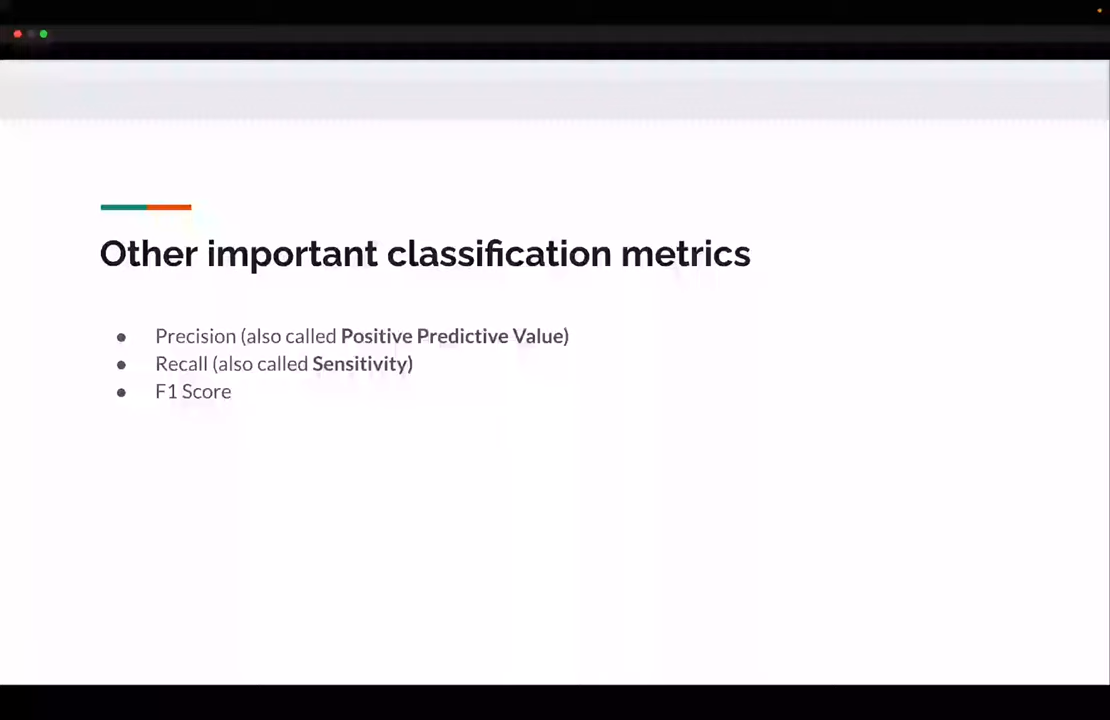 Other important classification metrics
● Precision (also called Positive Predictive Value)
● Recall (also called Sensitivity)
● F1 Score